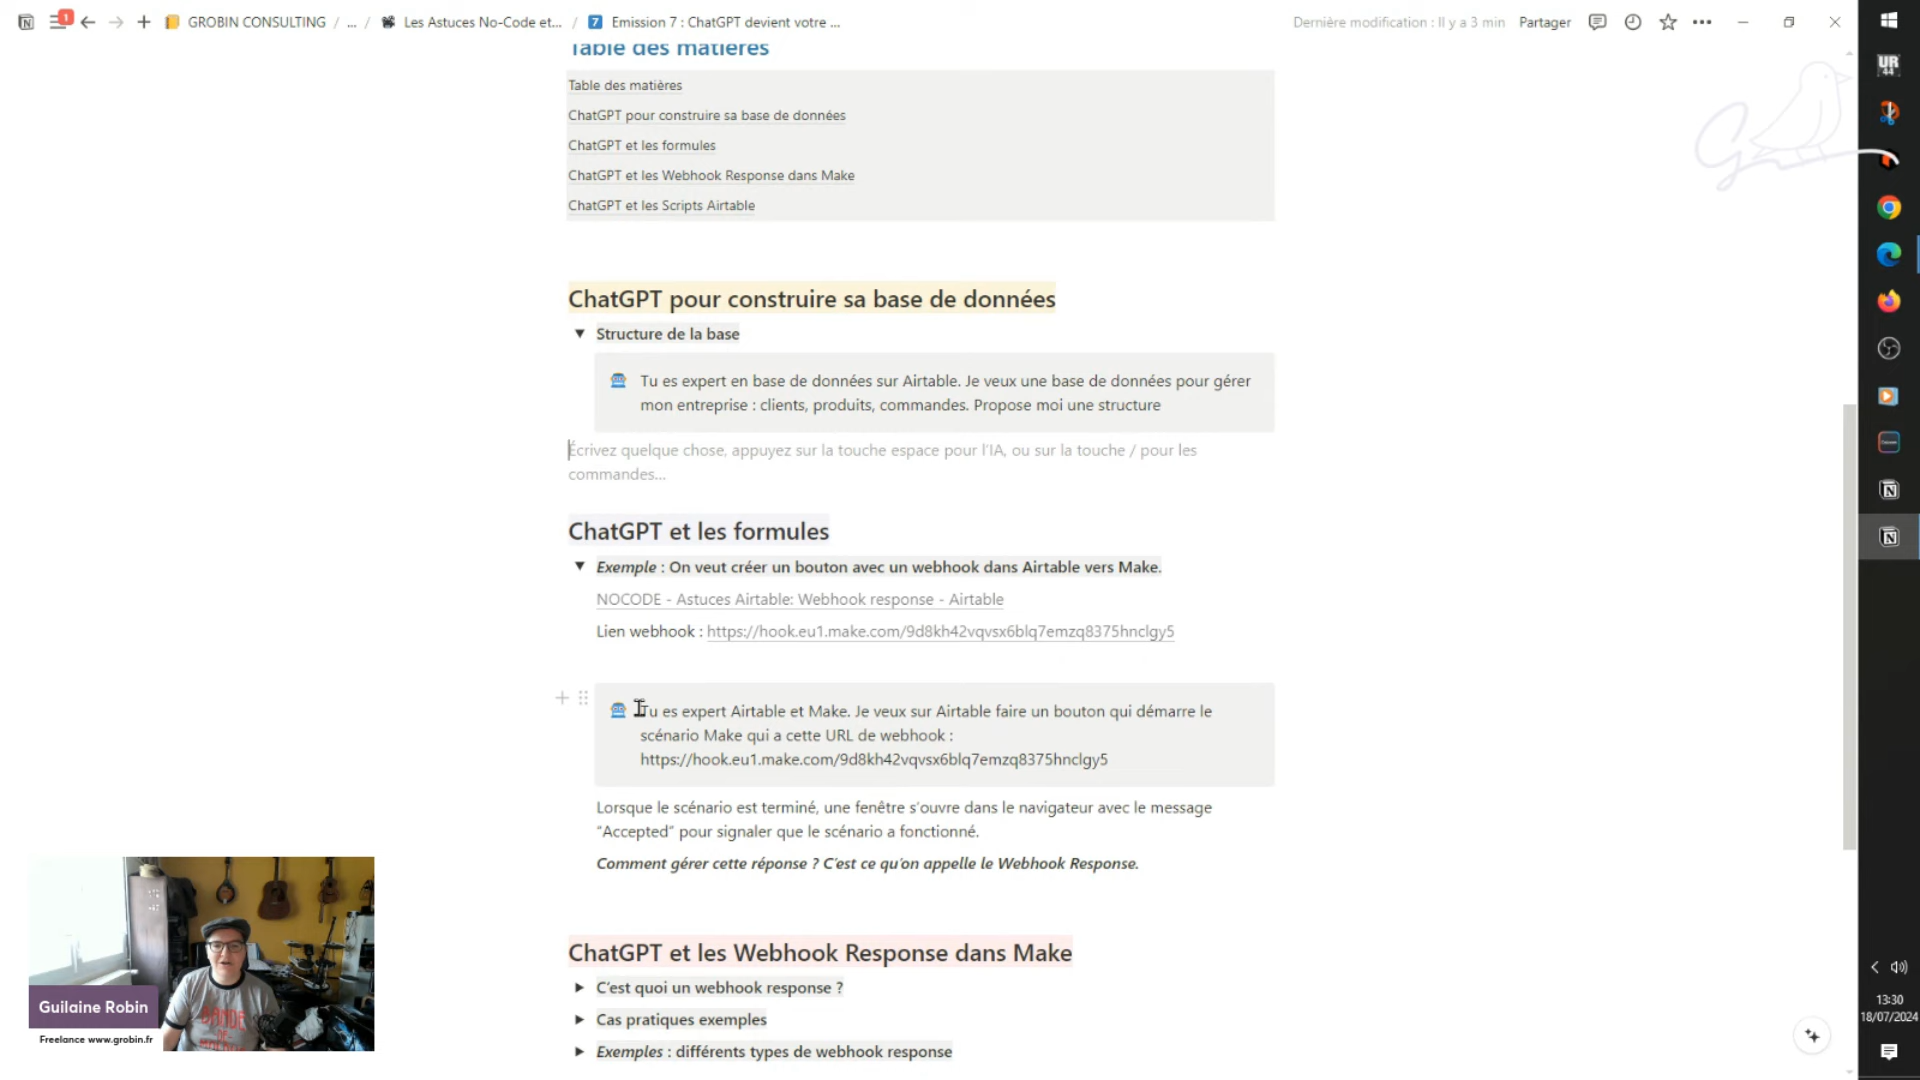 1
GROBIN CONSULTING / ... / Les Astuces No-Code et... / 7 Emission 7 : ChatGPT devient votre ...
Dernière modification : Il y a 3 min Partager
Table des matières
Table des matières
ChatGPT pour construire sa base de données
ChatGPT et les formules
ChatGPT et les Webhook Response dans Make
ChatGPT et les Scripts Airtable
ChatGPT pour construire sa base de données
Structure de la base
Tu es expert en base de données sur Airtable. Je veux une base de données pour gérer
mon entreprise : clients, produits, commandes. Propose moi une structure
Écrivez quelque chose, appuyez sur la touche espace pour l'IA, ou sur la touche / pour les
commandes...
ChatGPT et les formules
Exemple : On veut créer un bouton avec un webhook dans Airtable vers Make.
NOCODE - Astuces Airtable: Webhook response - Airtable
Lien webhook : https://hook.eu1.make.com/9d8kh42vqvsx6blq7emzq8375hnclgy5
Tu es expert Airtable et Make. Je veux sur Airtable faire un bouton qui démarre le
scénario Make qui a cette URL de webhook :
https://hook.eu1.make.com/9d8kh42vqvsx6blq7emzq8375hnclgy5
Lorsque le scénario est terminé, une fenêtre s'ouvre dans le navigateur avec le message
"Accepted" pour signaler que le scénario a fonctionné.
Comment gérer cette réponse ? C'est ce qu'on appelle le Webhook Response.
ChatGPT et les Webhook Response dans Make
C'est quoi un webhook response ?
Cas pratiques exemples
Exemples : différents types de webhook response
Guilaine Robin
Freelance www.grobin.fr
BANDE
DE
UR
44
13:30
18/07/2024